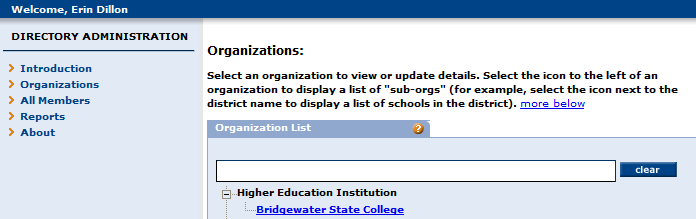 Welcome, Erin Dillon
DIRECTORY ADMINISTRATION
Introduction
Organizations
All Members
Reports
About
Organizations:
Select an organization to view or update details. Select the icon to the left of an
organization to display a list of "sub-orgs" (for example, select the icon next to the
district name to display a list of schools in the district). more below
Organization List ?
clear
Higher Education Institution
Bridgewater State College